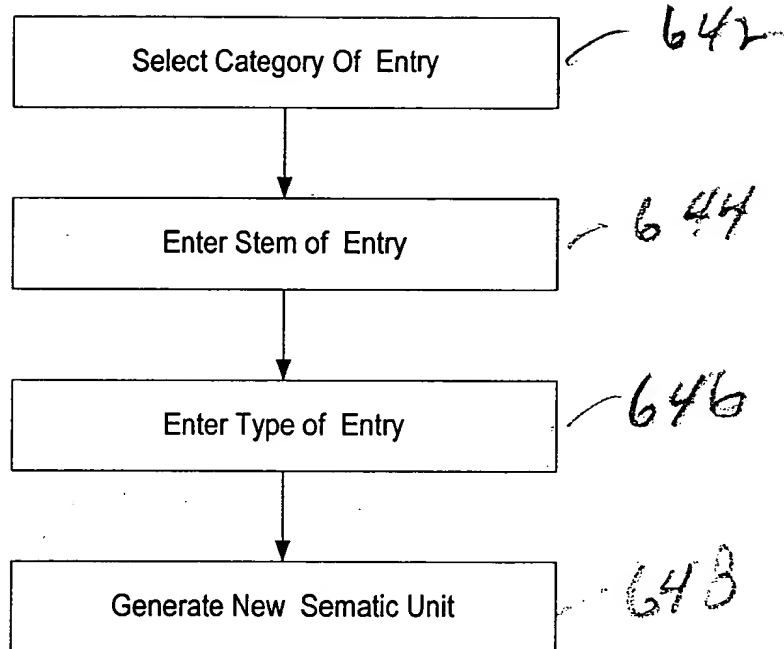 Select Category Of Entry 642
Enter Stem of Entry 644
Enter Type of Entry 646
Generate New Sematic Unit 648